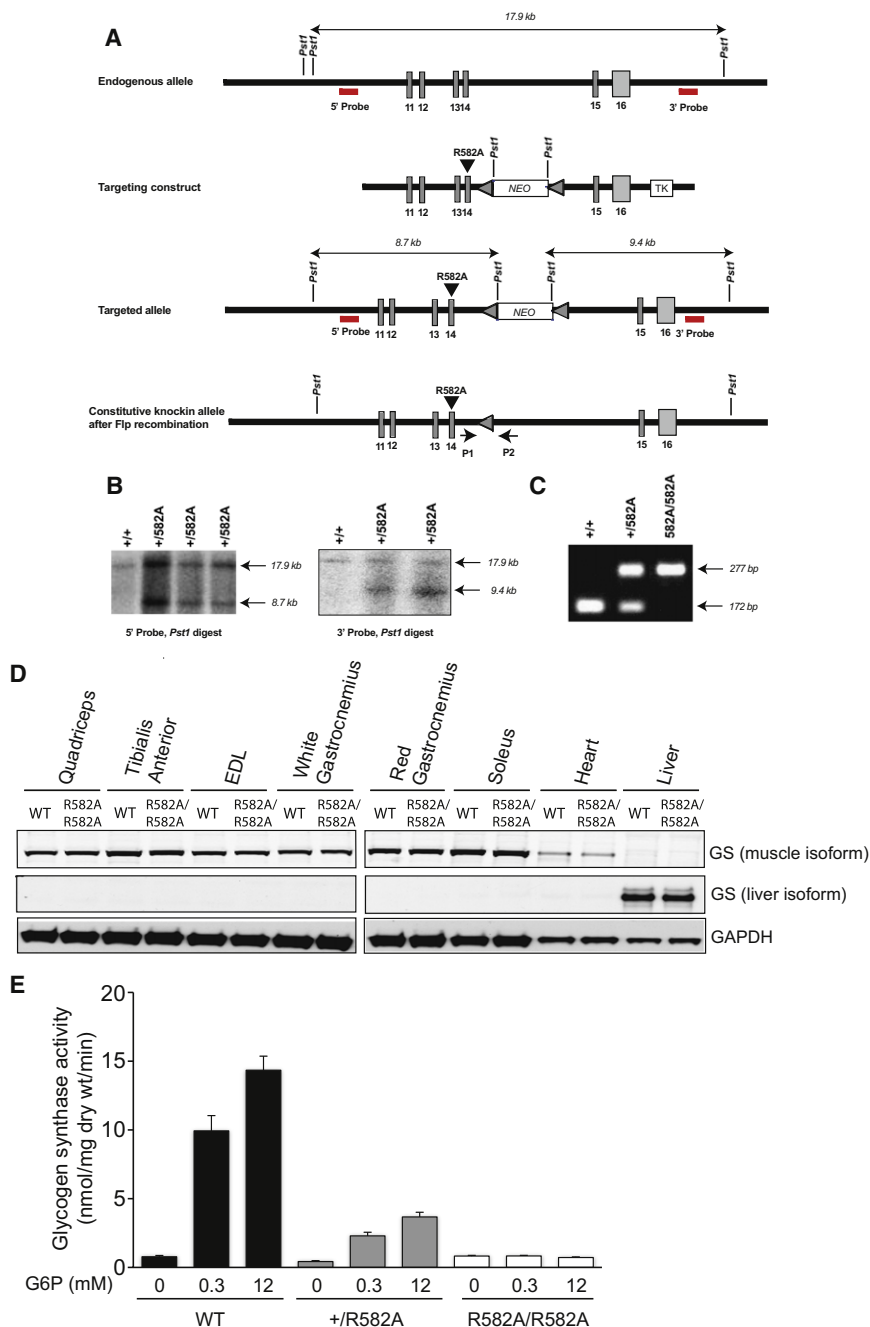 A
17.9 kb
Pst1
Pst1
Pst1
Endogenous allele
5' Probe
11
12
13 14
15
16
3' Probe
R582A
Pst1
Pst1
Targeting construct
NEO
TK
11
12
13 14
15
16
8.7 kb
9.4 kb
Pst1
R582A
Pst1
Pst1
Pst1
Targeted allele
NEO
5' Probe
11 12
13
14
15
16
3' Probe
Pst1
R582A
Pst1
Constitutive knockin allele
after Flp recombination
11 12
13
14
P1
P2
15
16
B
+/+
+/582A
+/582A
+/582A
17.9 kb
8.7 kb
5' Probe, Pst1 digest
+/+
+/582A
+/582A
17.9 kb
9.4 kb
3' Probe, Pst1 digest
C
+/+
+/582A
582A/582A
277 bp
172 bp
D
Quadriceps
Tibialis
Anterior
EDL
White
Gastrocnemius
Red
Gastrocnemius
Soleus
Heart
Liver
WT R582A R582A WT R582A/ R582A/ WT R582A/ R582A/ WT R582A/ R582A/ WT R582A/ R582A/ WT R582A/ R582A/ WT R582A/ R582A/ WT R582A/ R582A/
GS (muscle isoform)
GS (liver isoform)
GAPDH
E
Glycogen synthase activity
(nmol/mg dry wt/min)
20
15
10
5
0
G6P (mM) 0 0.3 12 0 0.3 12 0 0.3 12
WT +/R582A R582A/R582A